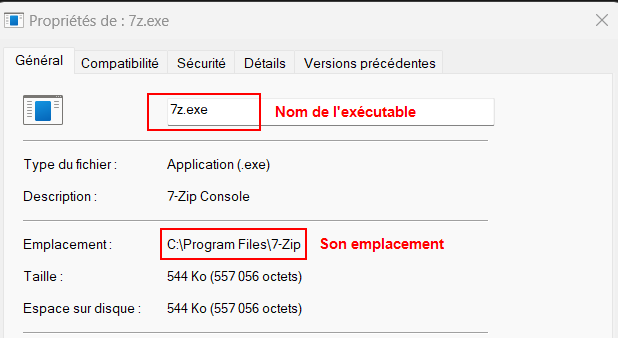 Propriétés de : 7z.exe
Général Compatibilité Sécurité Détails Versions précédentes
7z.exe Nom de l'exécutable
Type du fichier : Application (.exe)
Description : 7-Zip Console
Emplacement : C:\Program Files\7-Zip Son emplacement
Taille : 544 Ko (557 056 octets)
Espace sur disque : 544 Ko (557 056 octets)